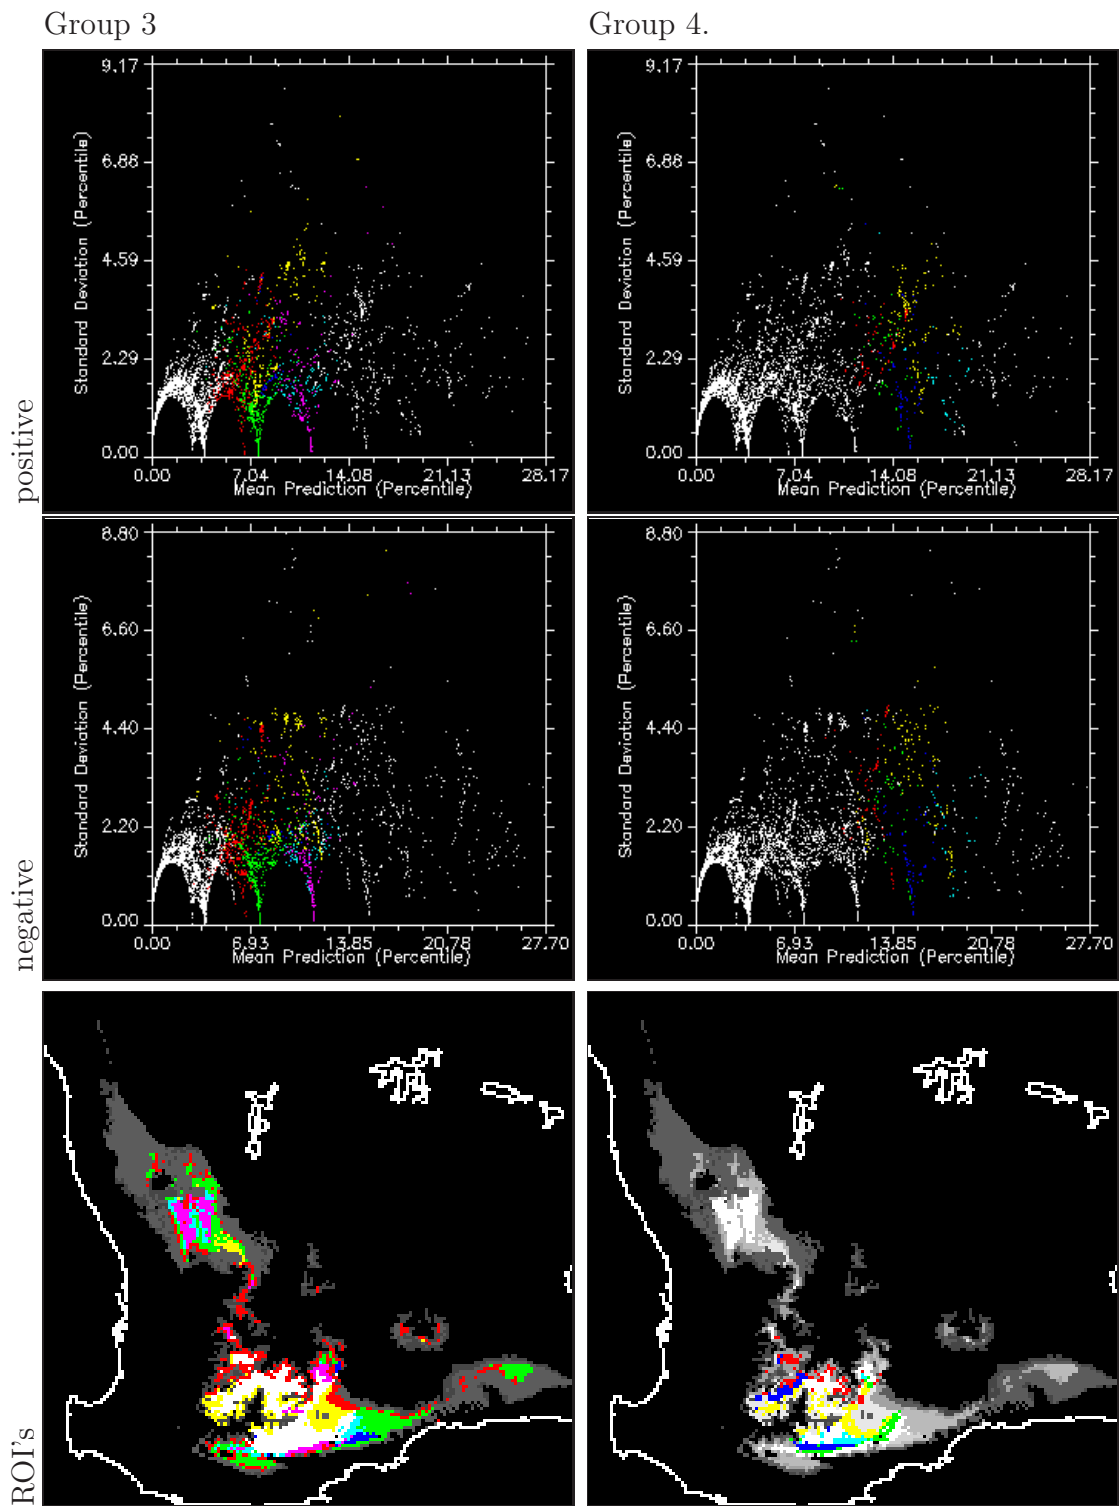 Group 3
Group 4.
positive
9.17
6.88
4.59
2.29
0.00
Standard Deviation (Percentile)
0.00 7.04 14.08 21.13 28.17
Mean Prediction (Percentile)
9.17
6.88
4.59
2.29
0.00
Standard Deviation (Percentile)
0.00 7.04 14.08 21.13 28.17
Mean Prediction (Percentile)
negative
8.80
6.60
4.40
2.20
0.00
Standard Deviation (Percentile)
0.00 6.93 13.85 20.78 27.70
Mean Prediction (Percentile)
8.80
6.60
4.40
2.20
0.00
Standard Deviation (Percentile)
0.00 6.93 13.85 20.78 27.70
Mean Prediction (Percentile)
ROI's